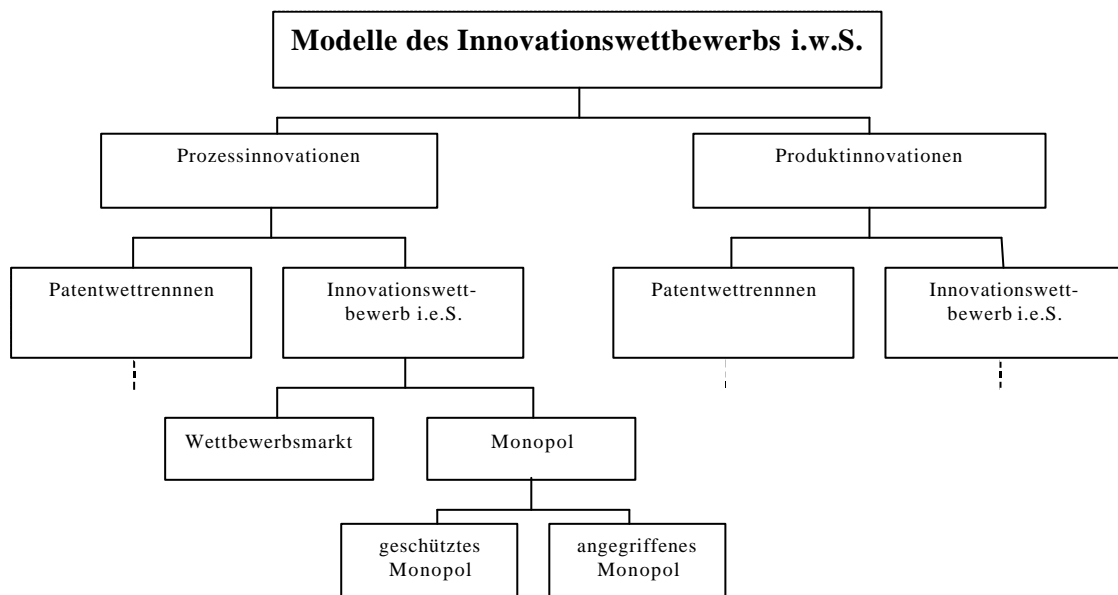 Modelle des Innovationswettbewerbs i.w.S.
Prozessinnovationen
Produktinnovationen
Patentwettrennnen
Innovationswett-
bewerb i.e.S.
Patentwettrennnen
Innovationswett-
bewerb i.e.S.
Wettbewerbsmarkt
Monopol
geschütztes
Monopol
angegriffenes
Monopol